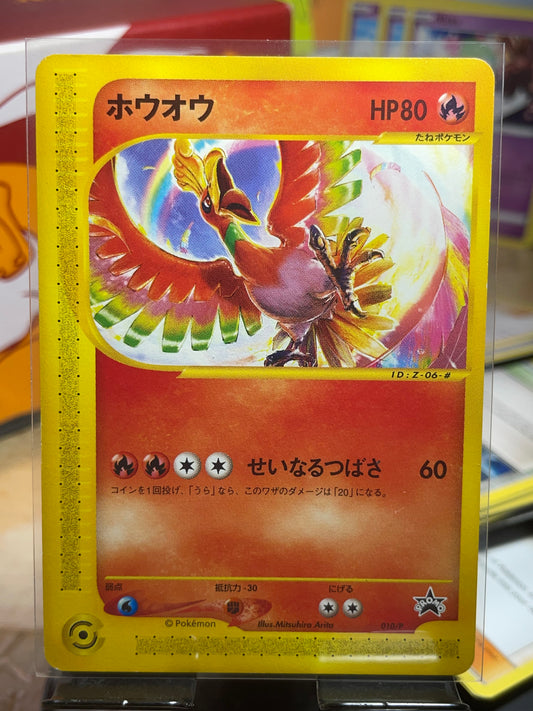 ホウオウ
HP80
たねポケモン
ID:Z-06-#
せいなるつばさ 60
コインを1回投げ、「うら」なら、このワザのダメージは「20」になる。
弱点
抵抗力-30
にげる
© Pokémon
Illus.Mitsuhiro Arita
010/P
PROMO